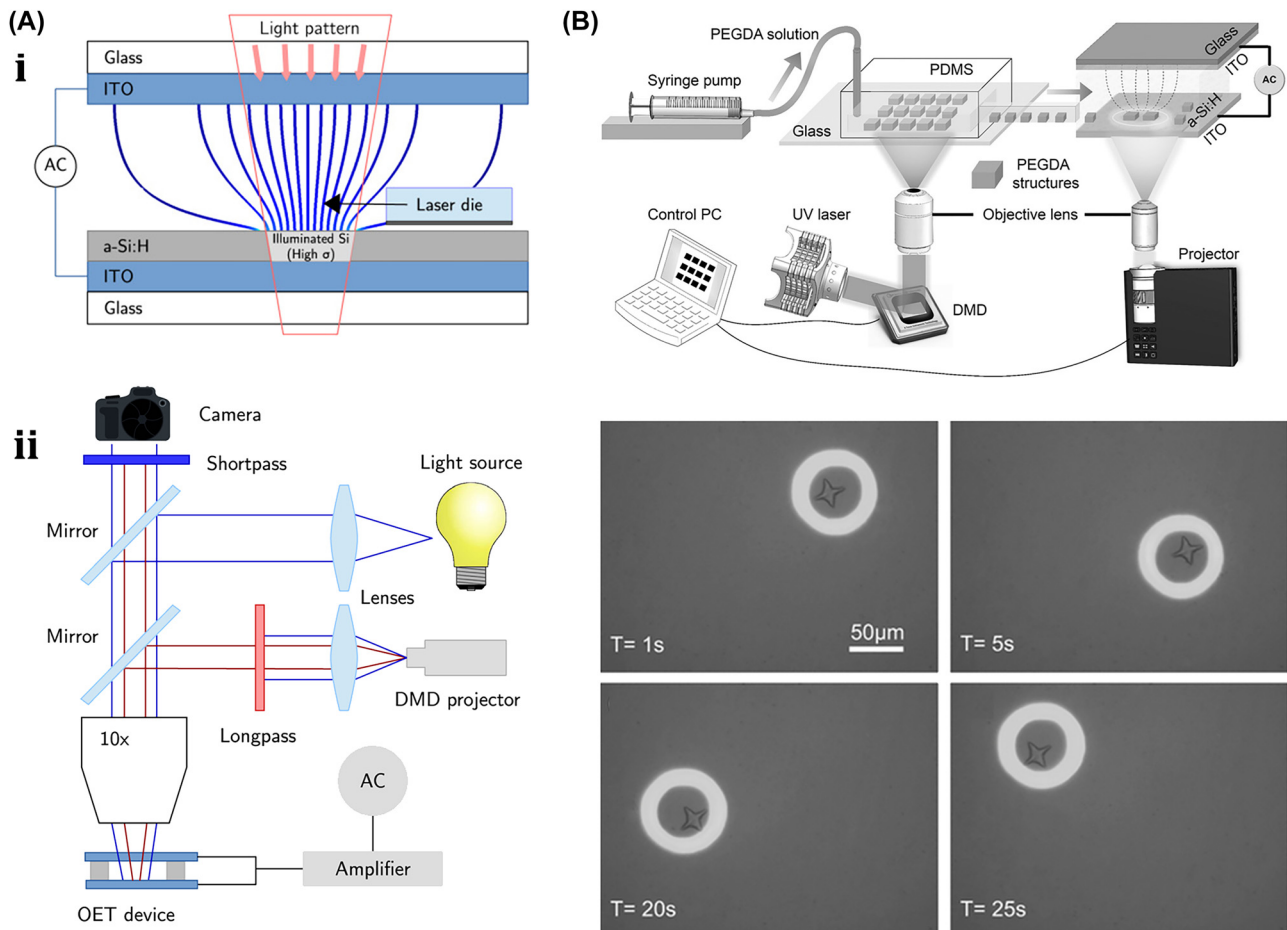 (A)
i
Light pattern
Glass
ITO
AC
Laser die
Illuminated Si
(High σ)
a-Si:H
ITO
Glass
ii
Camera
Shortpass
Light source
Mirror
Lenses
Mirror
DMD projector
Longpass
10x
AC
Amplifier
OET device
(B)
PEGDA solution
Syringe pump
PDMS
Glass
Glass
ITO
AC
a-Si:H
ITO
PEGDA
structures
Control PC
UV laser
Objective lens
Projector
DMD
T= 1s
50μm
T= 5s
T= 20s
T= 25s